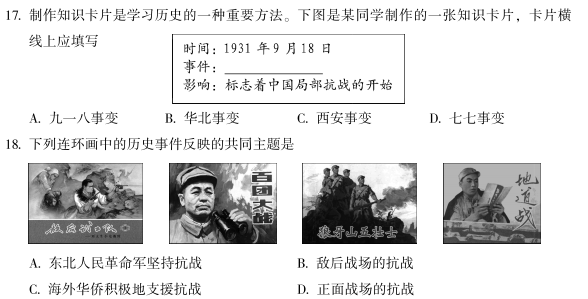 17. 制作知识卡片是学习历史的一种重要方法。下图是某同学制作的一张知识卡片，卡片横
线上应填写
时间：1931 年 9 月 18 日
事件：
影响：标志着中国局部抗战的开始
A. 九一八事变 B. 华北事变 C. 西安事变 D. 七七事变
18. 下列连环画中的历史事件反映的共同主题是
百团大战
狼牙山五壮士
地道战
A. 东北人民革命军坚持抗战 B. 敌后战场的抗战
C. 海外华侨积极地支援抗战 D. 正面战场的抗战